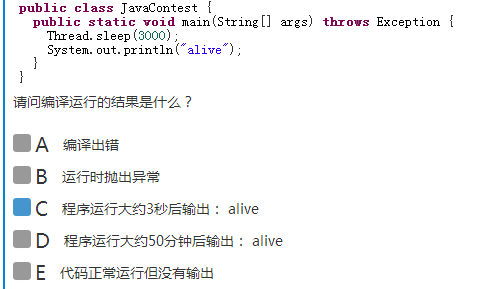 public class JavaContest {
public static void main(String[] args) throws Exception {
Thread.sleep(3000);
System.out.println("alive");
}
}
请问编译运行的结果是什么？
A 编译出错
B 运行时抛出异常
C 程序运行大约3秒后输出： alive
D 程序运行大约50分钟后输出： alive
E 代码正常运行但没有输出